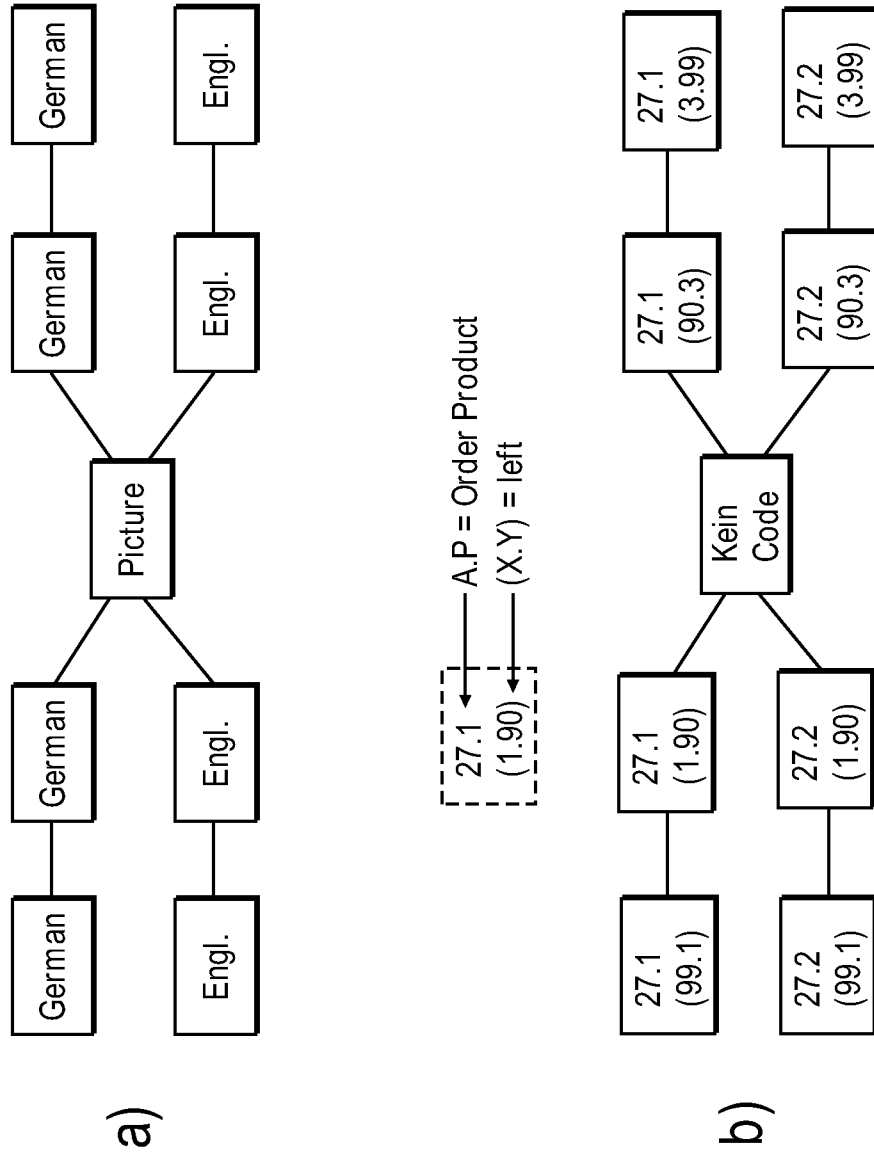 a)
German
German
Picture
German
German
Engl.
Engl.
Engl.
Engl.
27.1
(1.90)
A.P = Order Product
(X.Y) = left
b)
27.1
(99.1)
27.1
(1.90)
Kein
Code
27.1
(90.3)
27.1
(3.99)
27.2
(99.1)
27.2
(1.90)
27.2
(90.3)
27.2
(3.99)